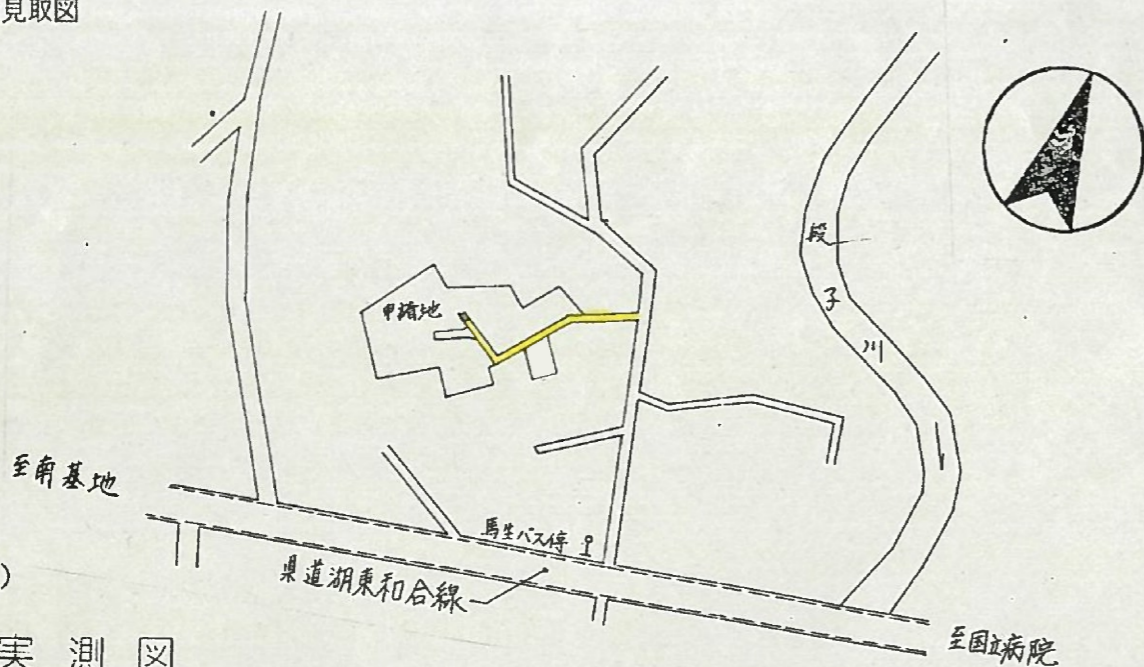 見取図
申請地
段子川
至南基地
馬生バス停
県道湖東和合線
)
至国立病院
実測図